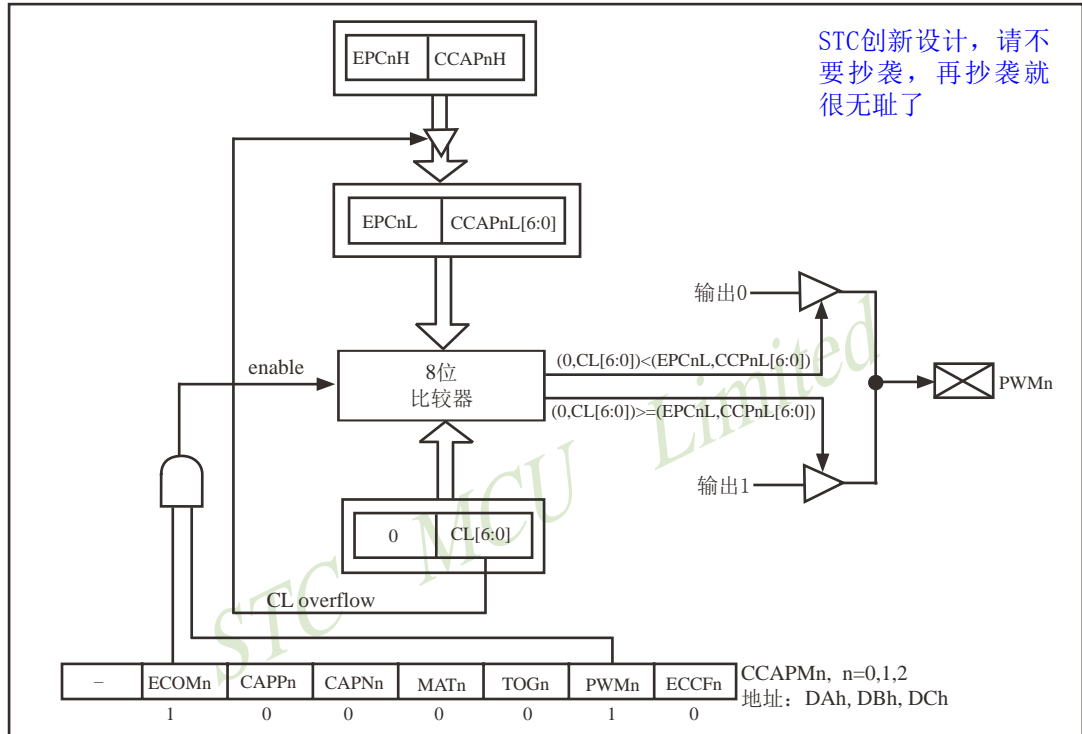 STC创新设计，请不
要抄袭，再抄袭就
很无耻了
EPCnH CCAPnH
EPCnL CCAPnL[6:0]
输出0
(0,CL[6:0])<(EPCnL,CCPnL[6:0])
enable
8位
比较器
PWMn
(0,CL[6:0])>=(EPCnL,CCPnL[6:0])
输出1
0 CL[6:0]
CL overflow
STC MCU Limited
– ECOMn CAPPn CAPNn MATn TOGn PWMn ECCFn
1 0 0 0 0 1 0
CCAPMn, n=0,1,2
地址：DAh, DBh, DCh